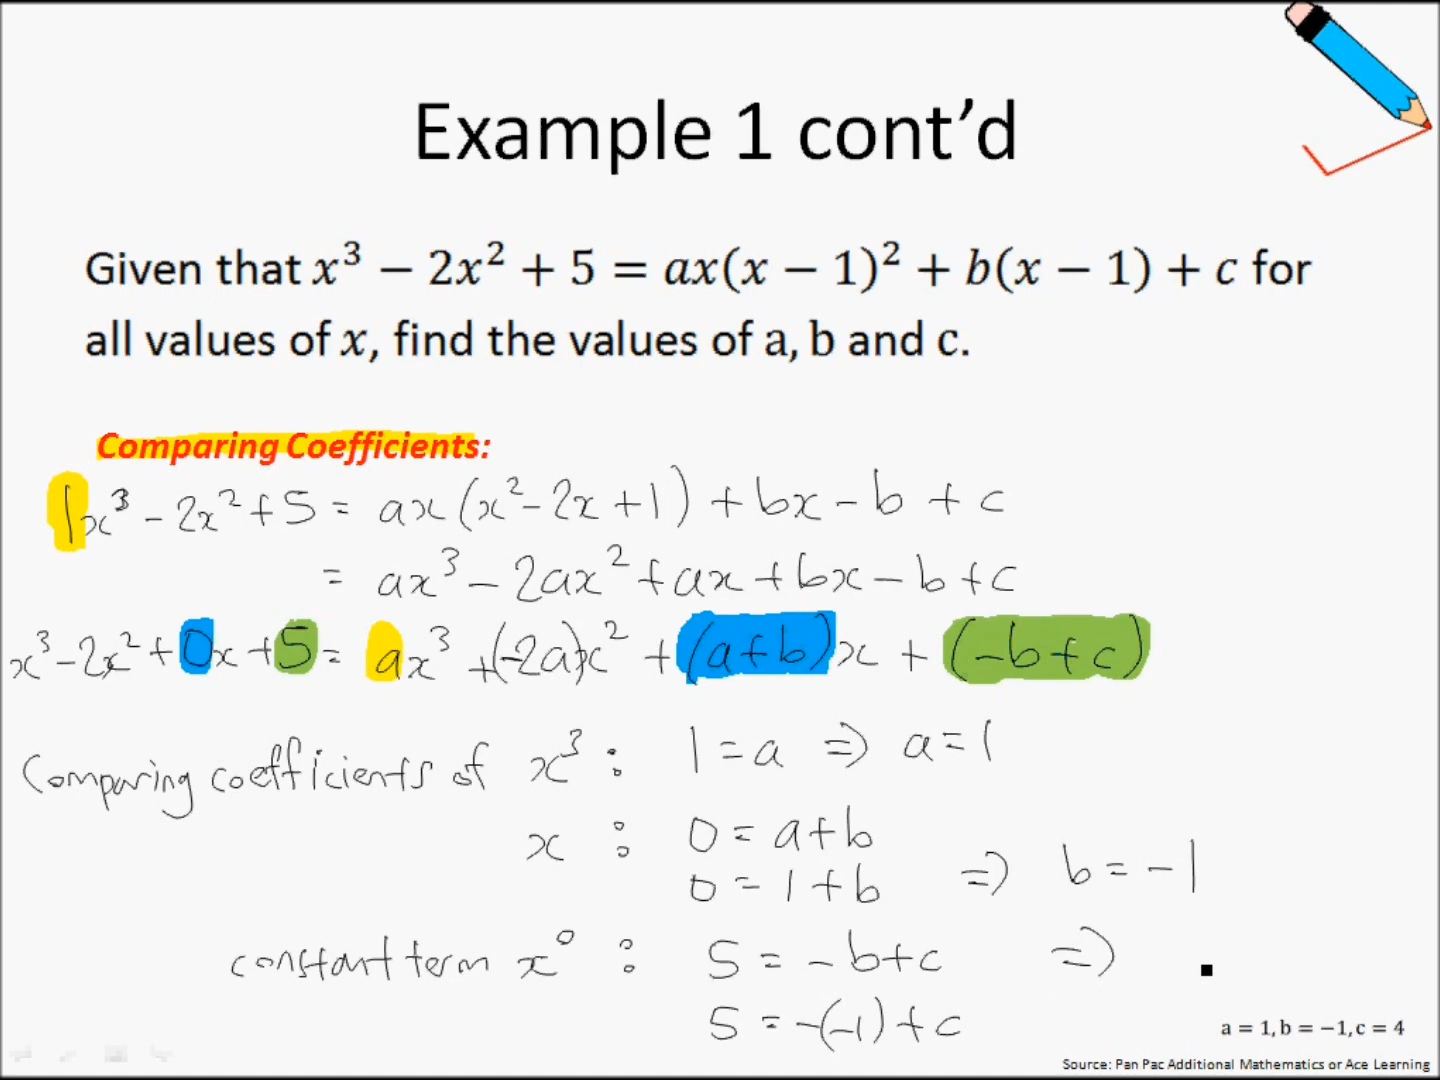 Example 1 cont’d
Given that x³ − 2x² + 5 = ax(x − 1)² + b(x − 1) + c for
all values of x, find the values of a, b and c.
Comparing Coefficients:
1x³ - 2x² + 5 = ax(x² - 2x + 1) + bx - b + c
= ax³ - 2ax² + ax + bx - b + c
x³ - 2x² + 0x + 5 = ax³ + (-2a)x² + (a+b)x + (-b+c)
Comparing coefficients of x³ : 1 = a ⇒ a = 1
x : 0 = a+b
0 = 1+b ⇒ b = -1
constant term x⁰ : 5 = -b+c ⇒
5 = -(-1)+c
a = 1, b = −1, c = 4
Source: Pan Pac Additional Mathematics or Ace Learning